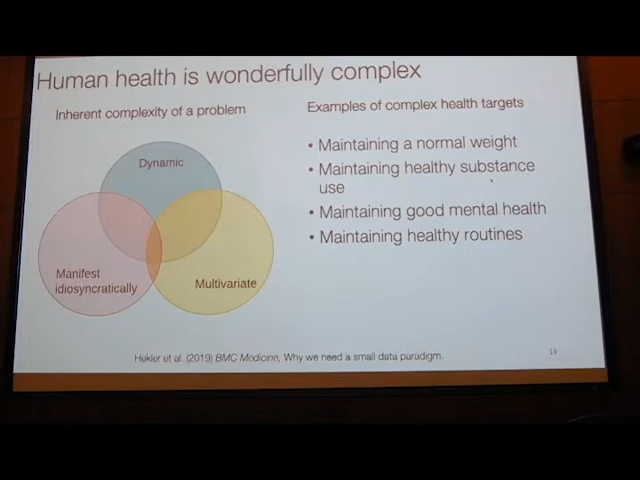 Human health is wonderfully complex
Inherent complexity of a problem
Dynamic
Manifest
idiosyncratically
Multivariate
Examples of complex health targets
• Maintaining a normal weight
• Maintaining healthy substance
use
• Maintaining good mental health
• Maintaining healthy routines
Hekler et al. (2019) BMC Medicine, Why we need a small data paradigm.
13